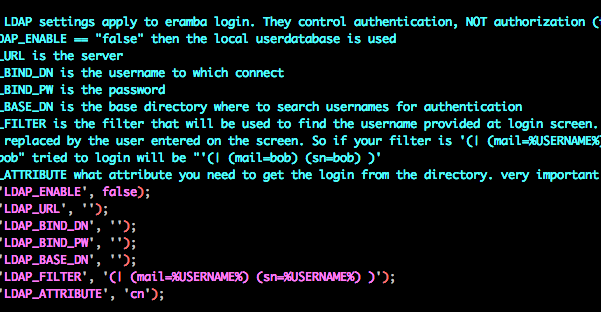 LDAP settings apply to eramba login. They control authentication, NOT authorization (
DAP_ENABLE == "false" then the local userdatabase is used
_URL is the server
_BIND_DN is the username to which connect
_BIND_PW is the password
_BASE_DN is the base directory where to search usernames for authentication
_FILTER is the filter that will be used to find the username provided at login screen.
replaced by the user entered on the screen. So if your filter is '(| (mail=%USERNAME%)
bob" tried to login will be "'(| (mail=bob) (sn=bob) )'
_ATTRIBUTE what attribute you need to get the login from the directory. very important
'LDAP_ENABLE', false);
'LDAP_URL', '');
'LDAP_BIND_DN', '');
'LDAP_BIND_PW', '');
'LDAP_BASE_DN', '');
'LDAP_FILTER', '(| (mail=%USERNAME%) (sn=%USERNAME%) )');
'LDAP_ATTRIBUTE', 'cn');